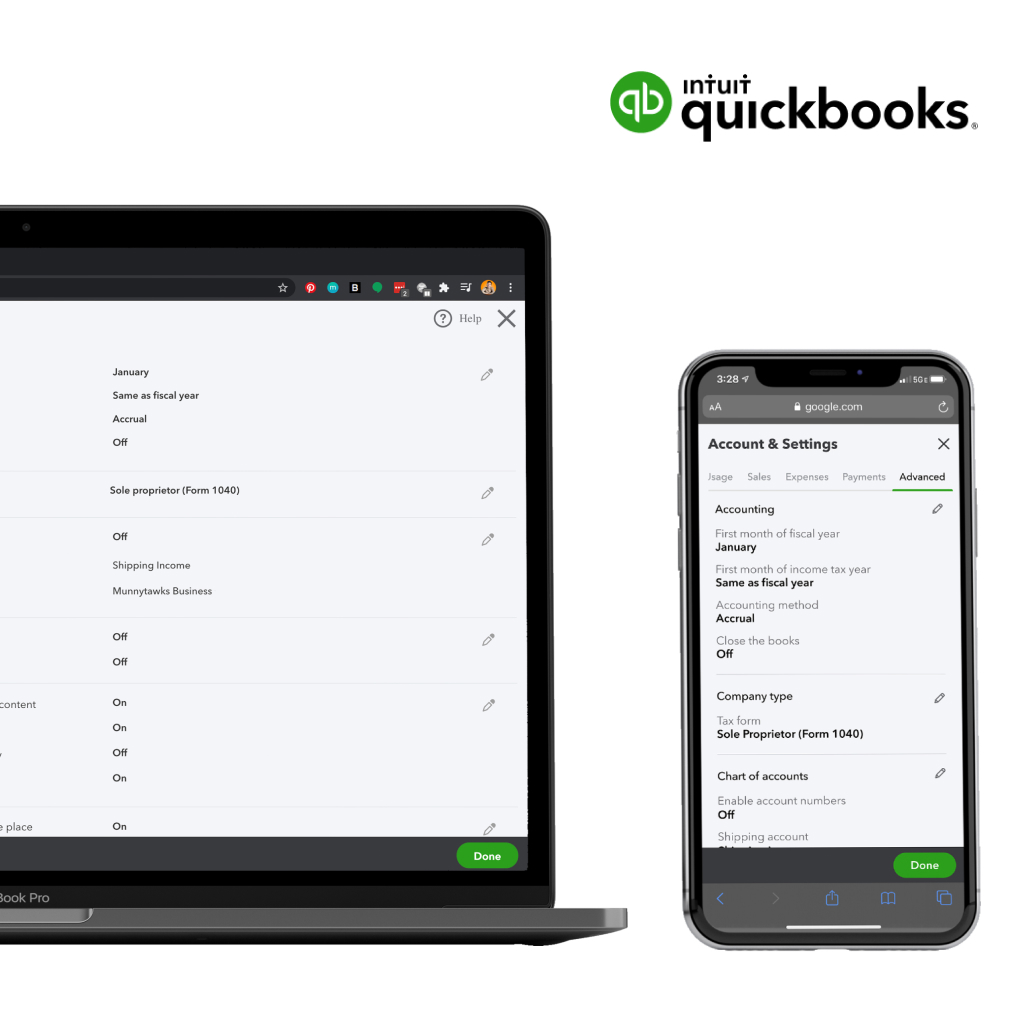 ıntuıt
quickbooks.®
qb
B
2
? Help
January
Same as fiscal year
Accrual
Off
Sole proprietor (Form 1040)
Off
Shipping Income
Munnytawks Business
Off
Off
content
On
On
Off
On
e place
On
Done
Book Pro
3:28
5G E
AA
google.com
Account & Settings
Usage Sales Expenses Payments Advanced
Accounting
First month of fiscal year
January
First month of income tax year
Same as fiscal year
Accounting method
Accrual
Close the books
Off
Company type
Tax form
Sole Proprietor (Form 1040)
Chart of accounts
Enable account numbers
Off
Shipping account
Done